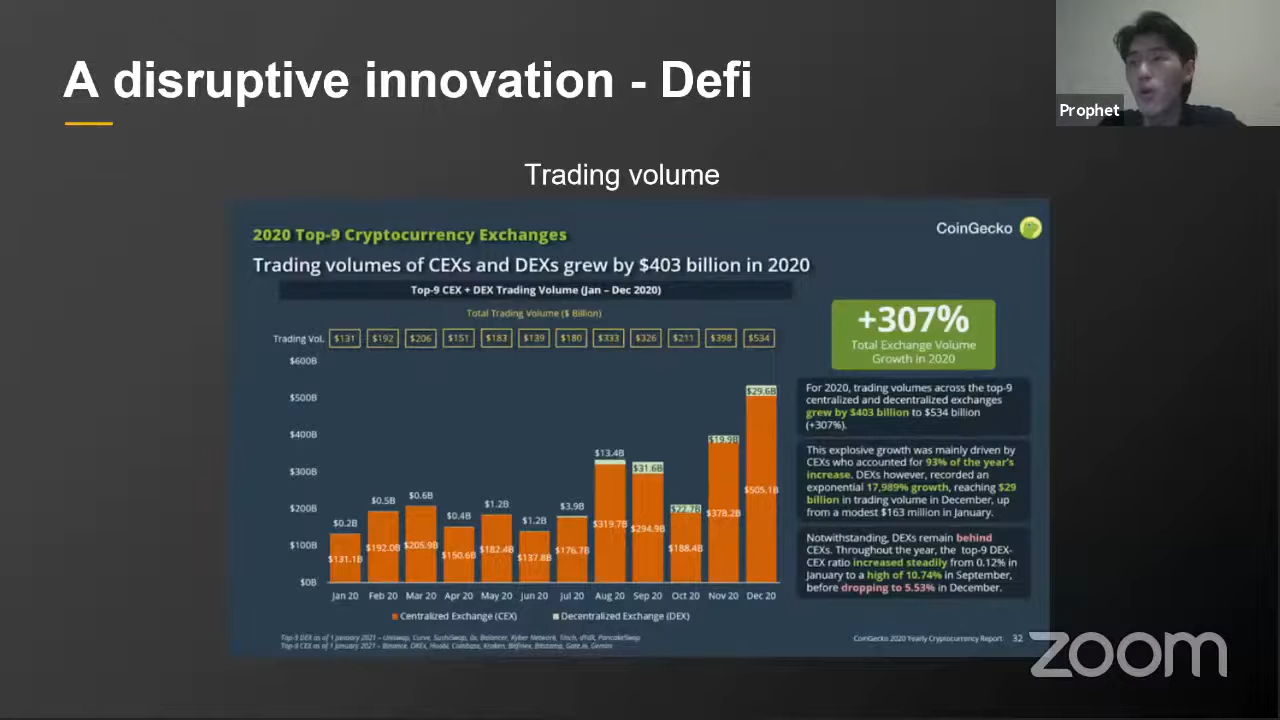 A disruptive innovation - Defi
Prophet
Trading volume
2020 Top-9 Cryptocurrency Exchanges
CoinGecko
Trading volumes of CEXs and DEXs grew by $403 billion in 2020
Top-9 CEX + DEX Trading Volume (Jan – Dec 2020)
Total Trading Volume ($ Billion)
Trading Vol. $131 $192 $206 $151 $183 $139 $180 $333 $326 $211 $398 $534
$600B
$500B
$400B
$300B
$200B
$100B
$0B
$0.2B $0.5B $0.6B $0.4B $1.2B $1.2B $3.9B $13.4B $31.6B $22.7B $19.9B $29.6B
$131.1B $192.0B $205.9B $150.6B $182.4B $137.8B $176.7B $319.7B $294.9B $188.4B $378.2B $505.1B
Jan 20 Feb 20 Mar 20 Apr 20 May 20 Jun 20 Jul 20 Aug 20 Sep 20 Oct 20 Nov 20 Dec 20
Centralized Exchange (CEX) Decentralized Exchange (DEX)
+307%
Total Exchange Volume
Growth in 2020
For 2020, trading volumes across the top-9
centralized and decentralized exchanges
grew by $403 billion to $534 billion
(+307%).
This explosive growth was mainly driven by
CEXs who accounted for 93% of the year's
increase. DEXs however, recorded an
exponential 17,989% growth, reaching $29
billion in trading volume in December, up
from a modest $163 million in January.
Notwithstanding, DEXs remain behind
CEXs. Throughout the year, the top-9 DEX-
CEX ratio increased steadily from 0.12% in
January to a high of 10.74% in September,
before dropping to 5.53% in December.
Top-9 DEX as of 1 January 2021 – Uniswap, Curve, SushiSwap, 0x, Balancer, Kyber Network, 1inch, dYdX, PancakeSwap
Top-9 CEX as of 1 January 2021 – Binance, OKEx, Huobi, Coinbase, Kraken, Bitfinex, Bitstamp, Gate.io, Gemini
CoinGecko 2020 Yearly Cryptocurrency Report 32
zoom